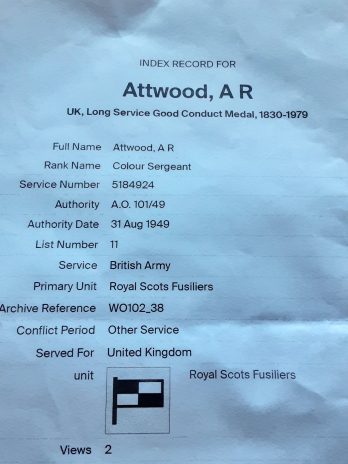 INDEX RECORD FOR
Attwood, A R
UK, Long Service Good Conduct Medal, 1830-1979
Full Name Attwood, A R
Rank Name Colour Sergeant
Service Number 5184924
Authority A.O. 101/49
Authority Date 31 Aug 1949
List Number 11
Service British Army
Primary Unit Royal Scots Fusiliers
Archive Reference WO102_38
Conflict Period Other Service
Served For United Kingdom
unit Royal Scots Fusiliers
Views 2